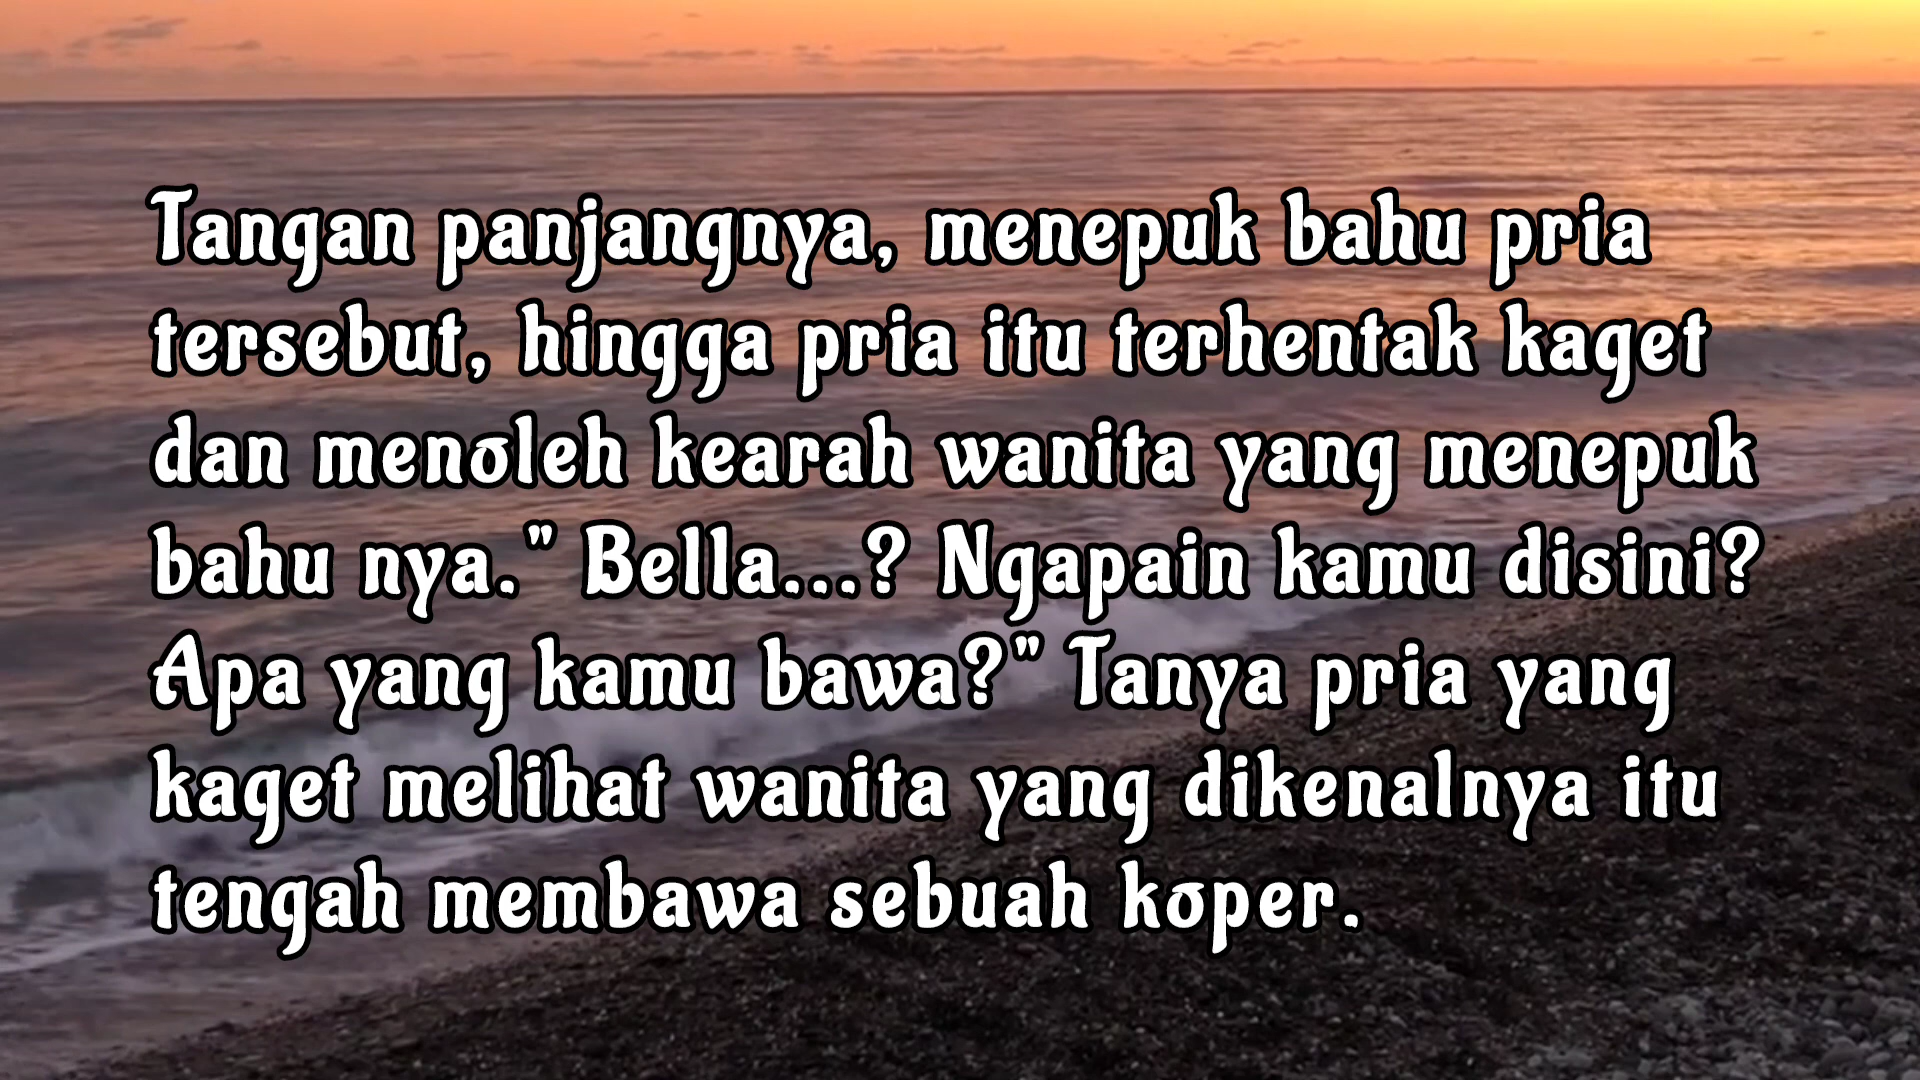 Tangan panjangnya, menepuk bahu pria
tersebut, hingga pria itu terhentak kaget
dan menoleh kearah wanita yang menepuk
bahu nya." Bella...? Ngapain kamu disini?
Apa yang kamu bawa?" Tanya pria yang
kaget melihat wanita yang dikenalnya itu
tengah membawa sebuah koper.